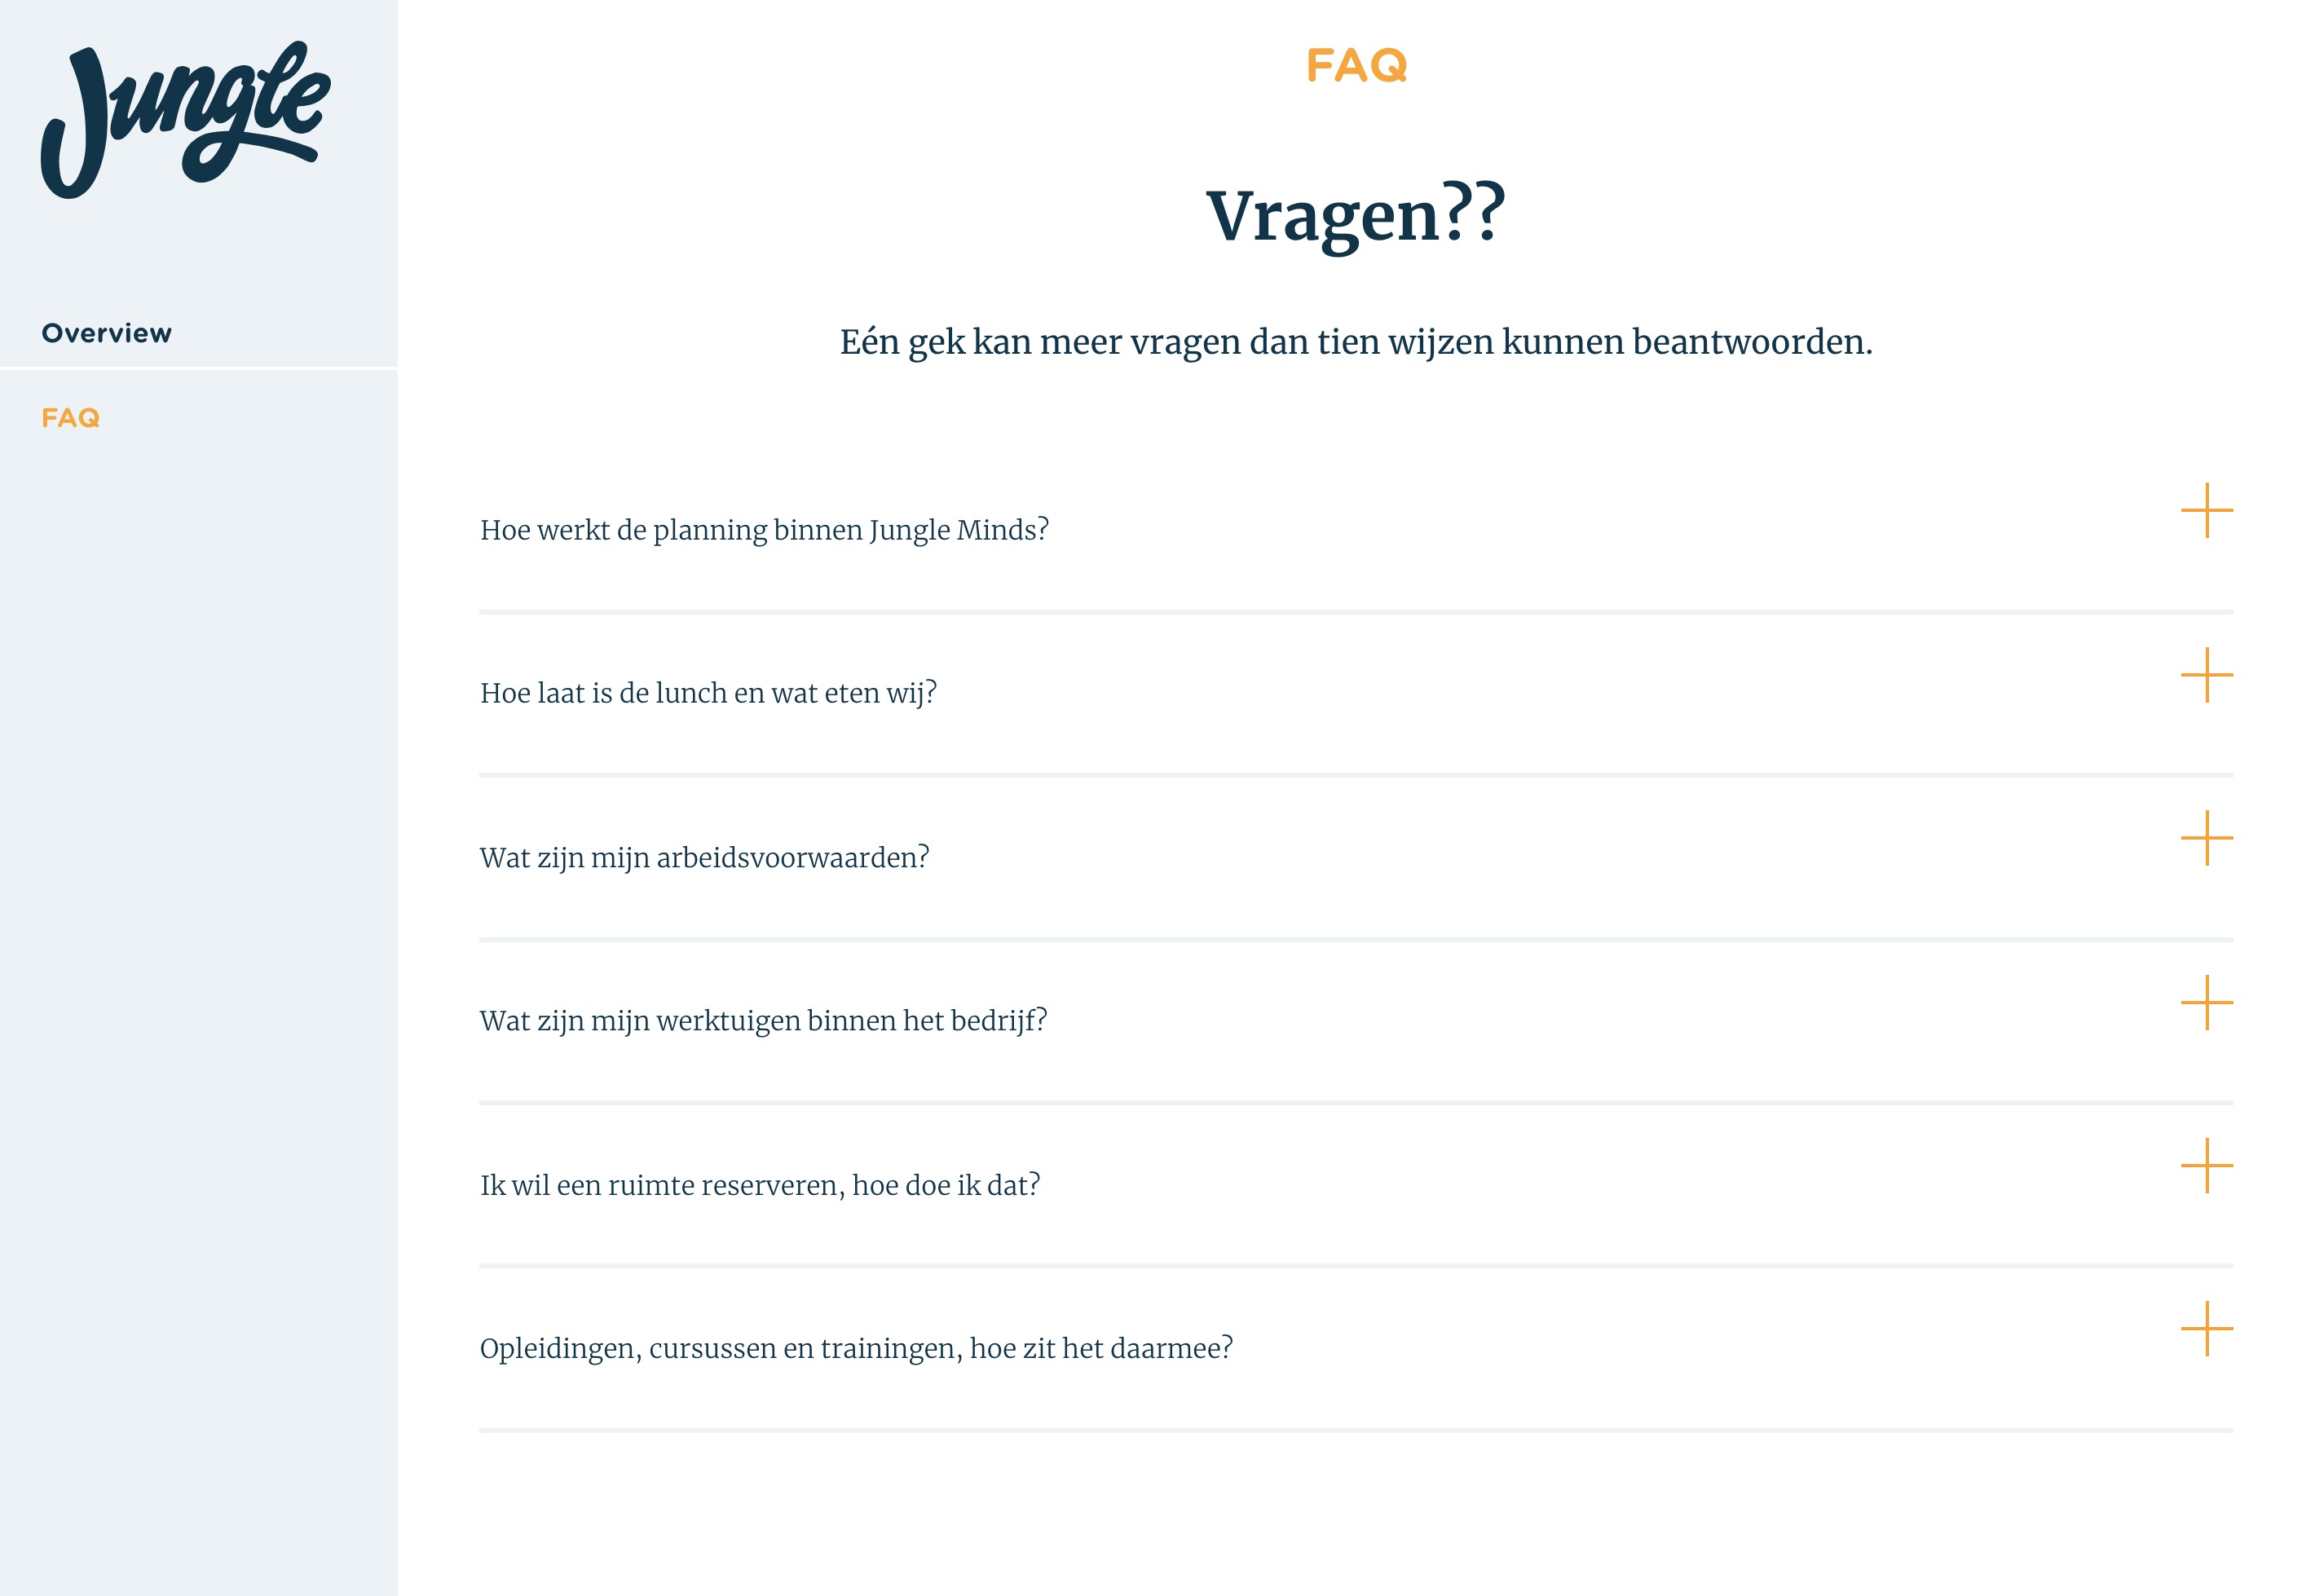 Jungle
Overview
FAQ
FAQ
Vragen??
Eén gek kan meer vragen dan tien wijzen kunnen beantwoorden.
Hoe werkt de planning binnen Jungle Minds?
Hoe laat is de lunch en wat eten wij?
Wat zijn mijn arbeidsvoorwaarden?
Wat zijn mijn werktuigen binnen het bedrijf?
Ik wil een ruimte reserveren, hoe doe ik dat?
Opleidingen, cursussen en trainingen, hoe zit het daarmee?